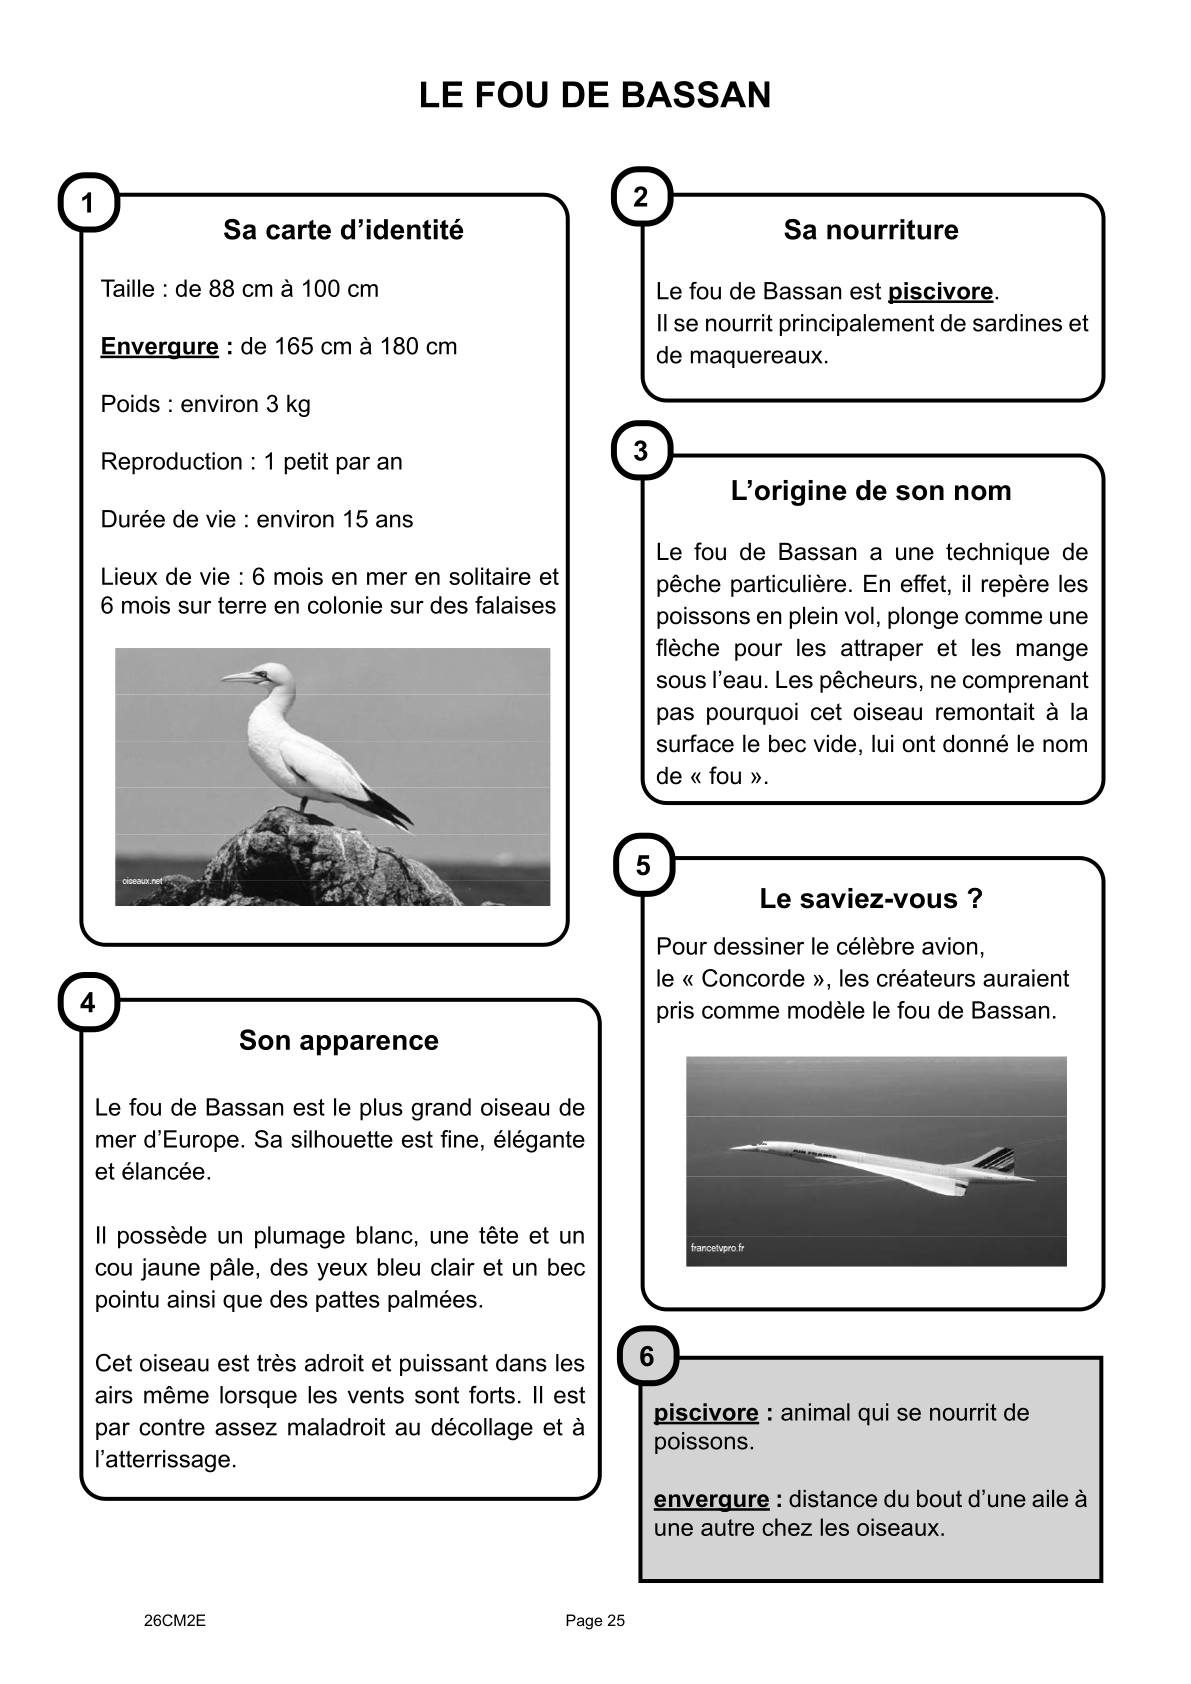 LE FOU DE BASSAN
1
Sa carte d’identité
Taille : de 88 cm à 100 cm
Envergure : de 165 cm à 180 cm
Poids : environ 3 kg
Reproduction : 1 petit par an
Durée de vie : environ 15 ans
Lieux de vie : 6 mois en mer en solitaire et
6 mois sur terre en colonie sur des falaises
oiseaux.net
2
Sa nourriture
Le fou de Bassan est piscivore.
Il se nourrit principalement de sardines et
de maquereaux.
3
L’origine de son nom
Le fou de Bassan a une technique de
pêche particulière. En effet, il repère les
poissons en plein vol, plonge comme une
flèche pour les attraper et les mange
sous l’eau. Les pêcheurs, ne comprenant
pas pourquoi cet oiseau remontait à la
surface le bec vide, lui ont donné le nom
de « fou ».
4
Son apparence
Le fou de Bassan est le plus grand oiseau de
mer d’Europe. Sa silhouette est fine, élégante
et élancée.
Il possède un plumage blanc, une tête et un
cou jaune pâle, des yeux bleu clair et un bec
pointu ainsi que des pattes palmées.
Cet oiseau est très adroit et puissant dans les
airs même lorsque les vents sont forts. Il est
par contre assez maladroit au décollage et à
l’atterrissage.
5
Le saviez-vous ?
Pour dessiner le célèbre avion,
le « Concorde », les créateurs auraient
pris comme modèle le fou de Bassan.
AIR FRANCE
francetvpro.fr
6
piscivore : animal qui se nourrit de
poissons.
envergure : distance du bout d’une aile à
une autre chez les oiseaux.
26CM2E
Page 25